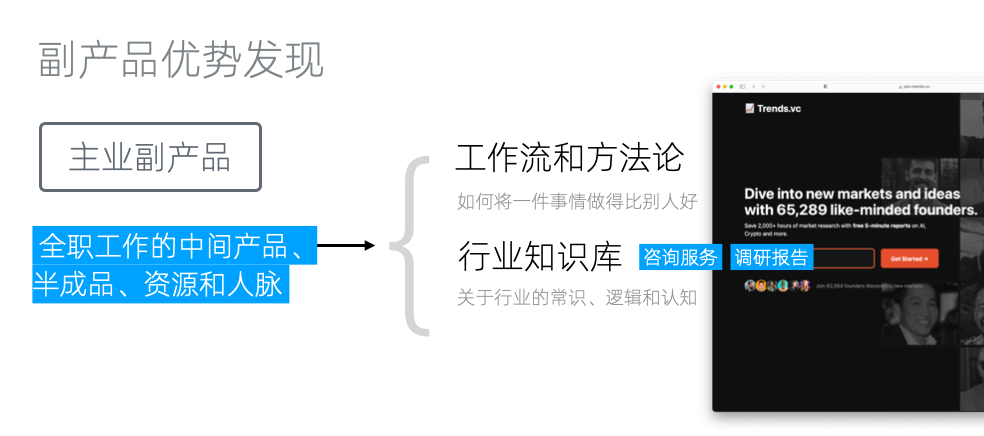 副产品优势发现
主业副产品
全职工作的中间产品、
半成品、资源和人脉
工作流和方法论
如何将一件事情做得比别人好
行业知识库
咨询服务
调研报告
关于行业的常识、逻辑和认知
join.trends.vc
Trends.vc
Dive into new markets and ideas
with 65,289 like-minded founders.
Save 2,000+ hours of market research with free 5-minute reports on AI,
Crypto and more.
Get Started →
Join 62,084 founders discovering new markets